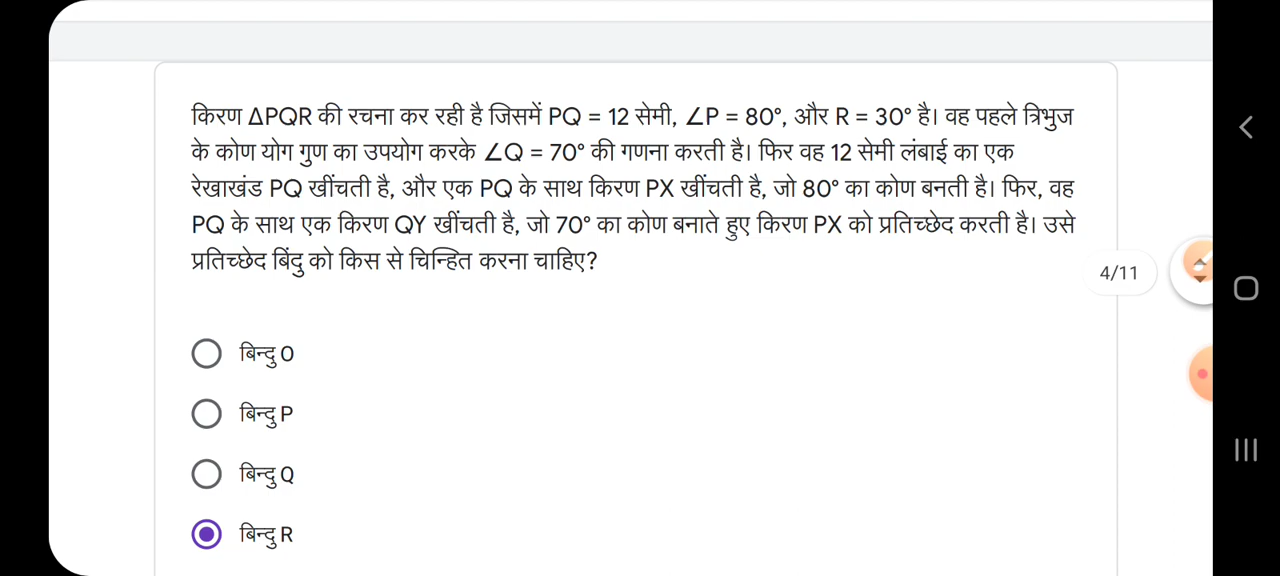 किरण ΔPQR की रचना कर रही है जिसमें PQ = 12 सेमी, ∠P = 80°, और R = 30° है। वह पहले त्रिभुज
के कोण योग गुण का उपयोग करके ∠Q = 70° की गणना करती है। फिर वह 12 सेमी लंबाई का एक
रेखाखंड PQ खींचती है, और एक PQ के साथ किरण PX खींचती है, जो 80° का कोण बनती है। फिर, वह
PQ के साथ एक किरण QY खींचती है, जो 70° का कोण बनाते हुए किरण PX को प्रतिच्छेद करती है। उसे
प्रतिच्छेद बिंदु को किस से चिन्हित करना चाहिए?
4/11
बिन्दु O
बिन्दु P
बिन्दु Q
बिन्दु R